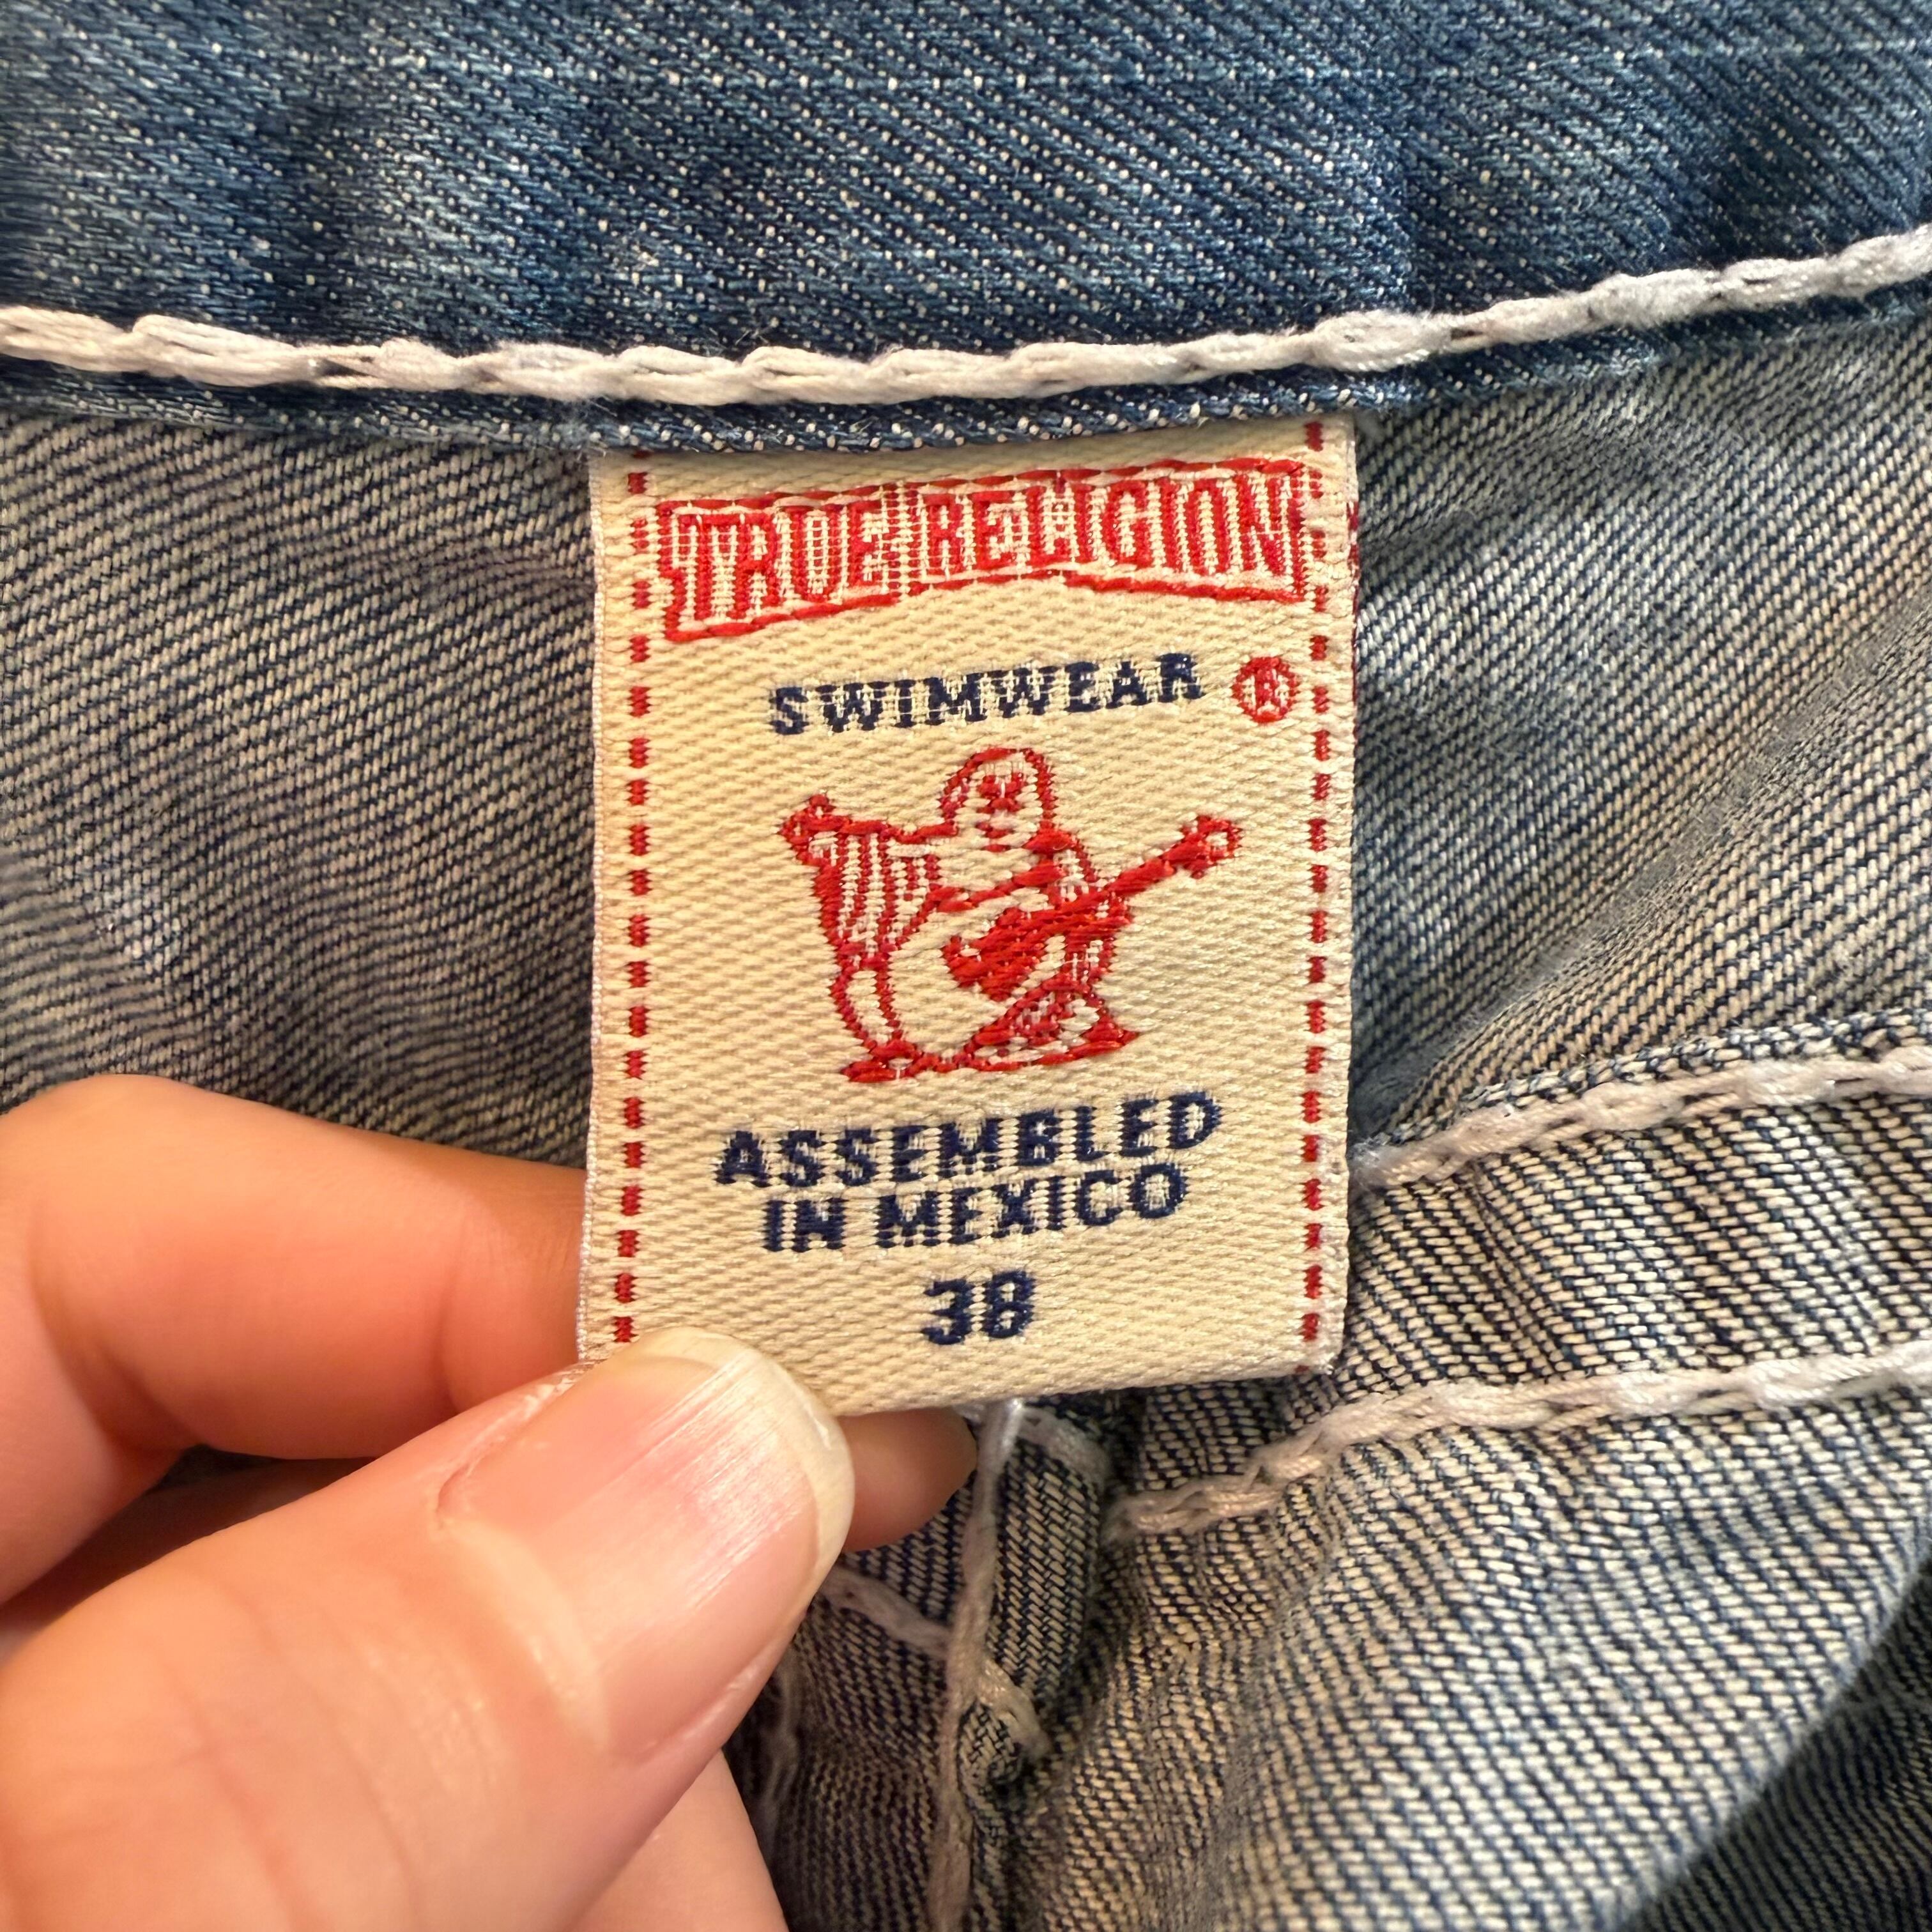 TRUE RELIGION
SWIMWEAR ®
ASSEMBLED
IN MEXICO
38